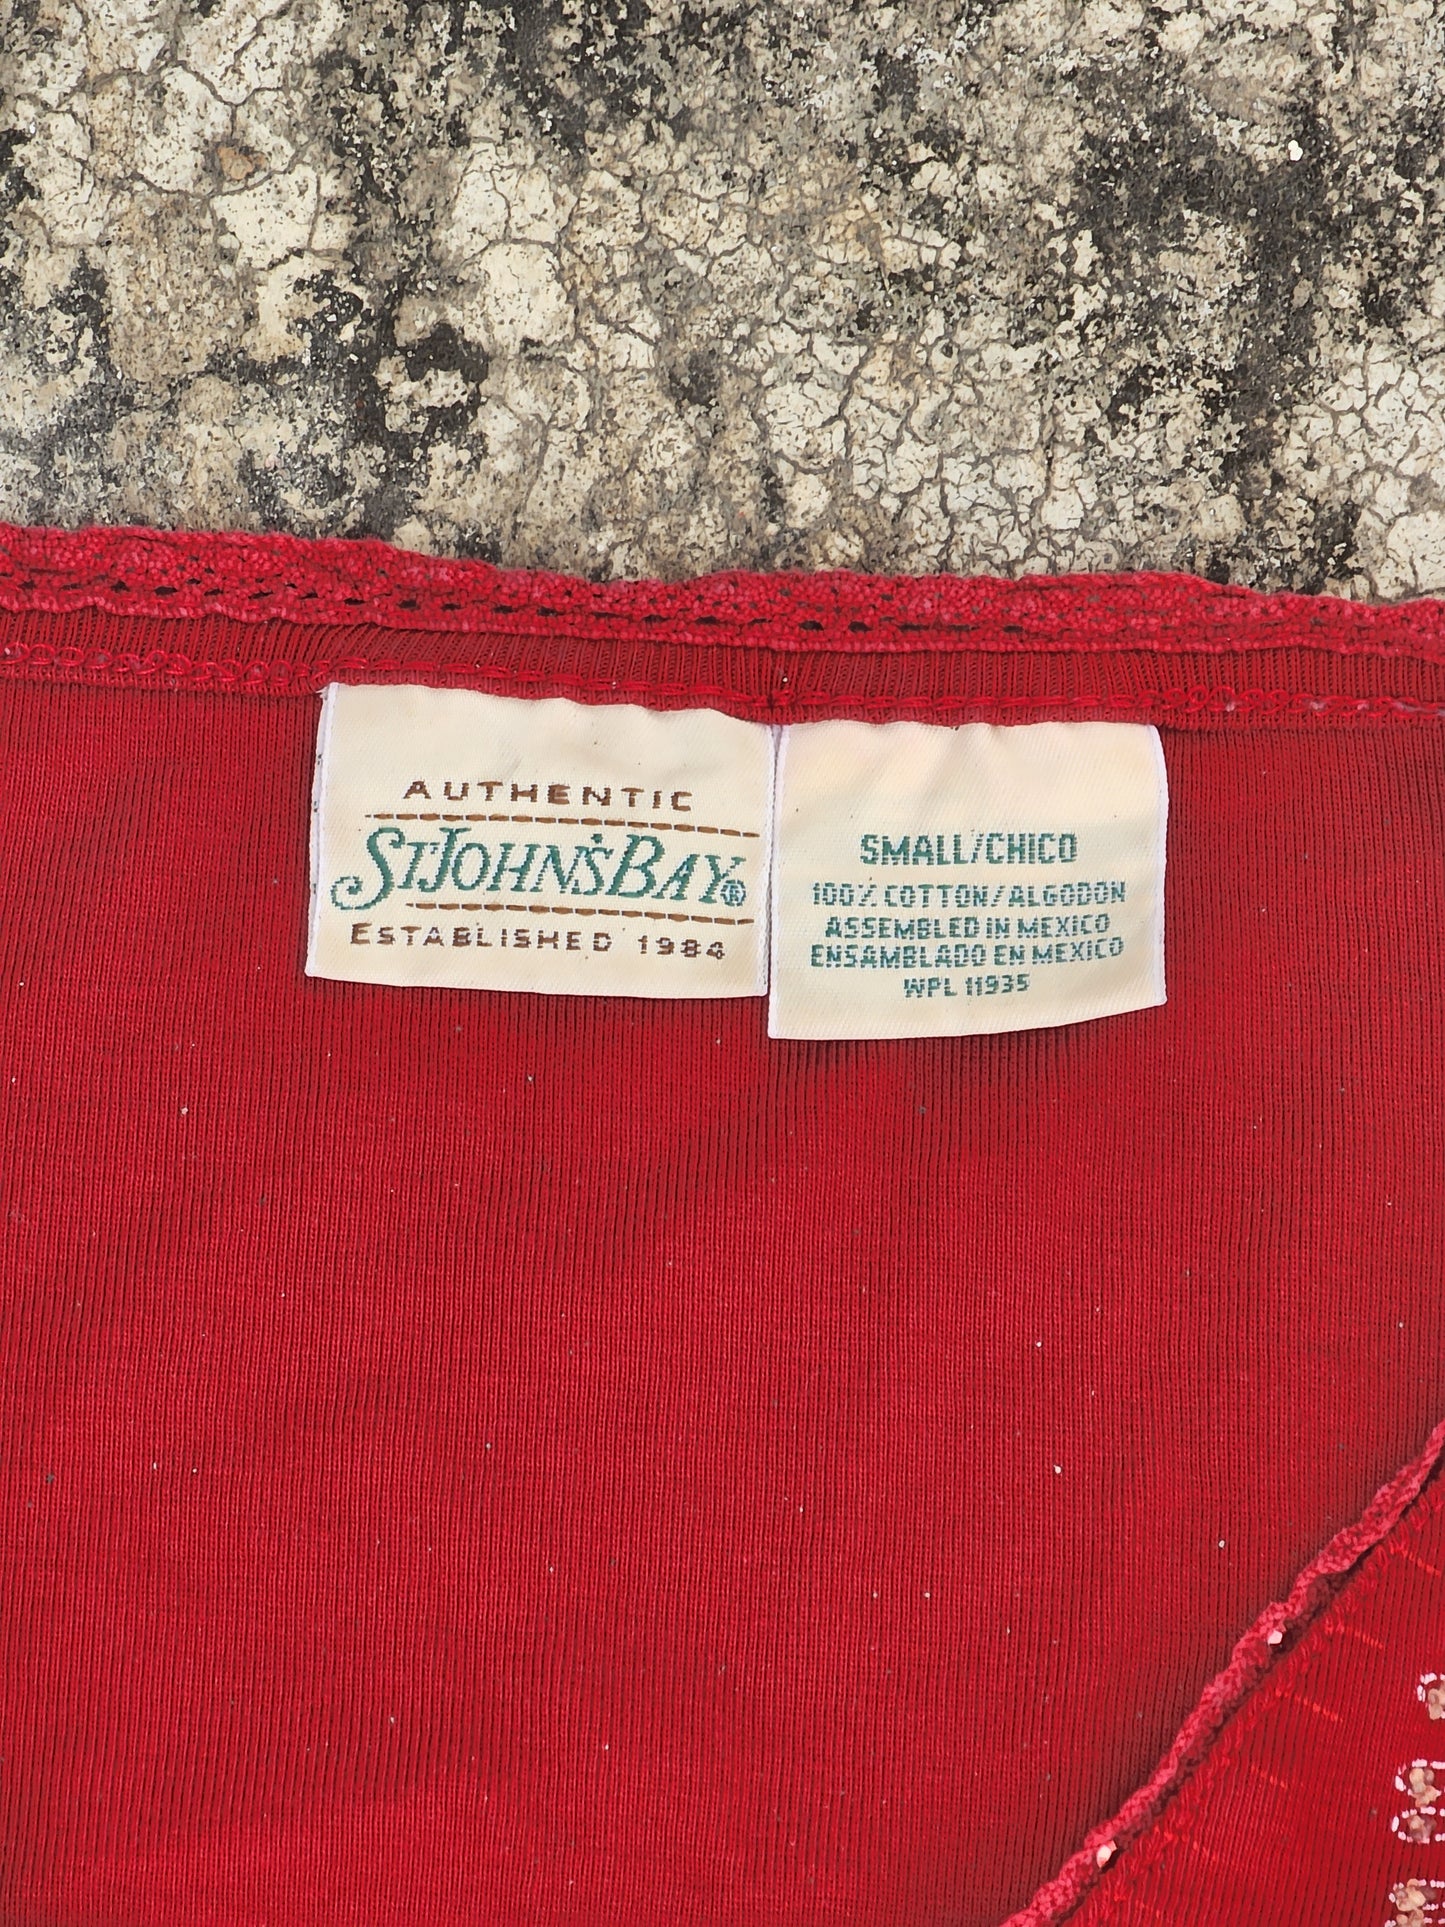 AUTHENTIC
ST. JOHN'S BAY®
ESTABLISHED 1984
SMALL/CHICO
100% COTTON/ALGODON
ASSEMBLED IN MEXICO
ENSAMBLADO EN MEXICO
WPL 11935